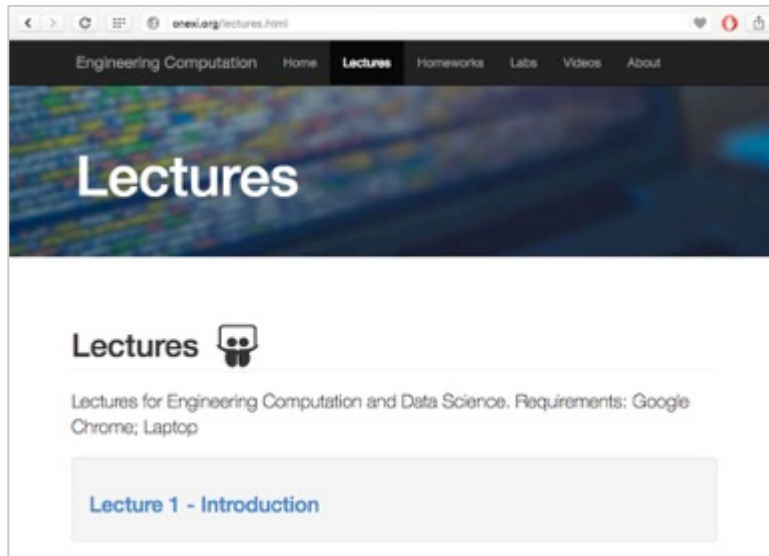 onexi.org/lectures.html
Engineering Computation Home Lectures Homeworks Labs Videos About
Lectures
Lectures
Lectures for Engineering Computation and Data Science. Requirements: Google
Chrome; Laptop
Lecture 1 - Introduction